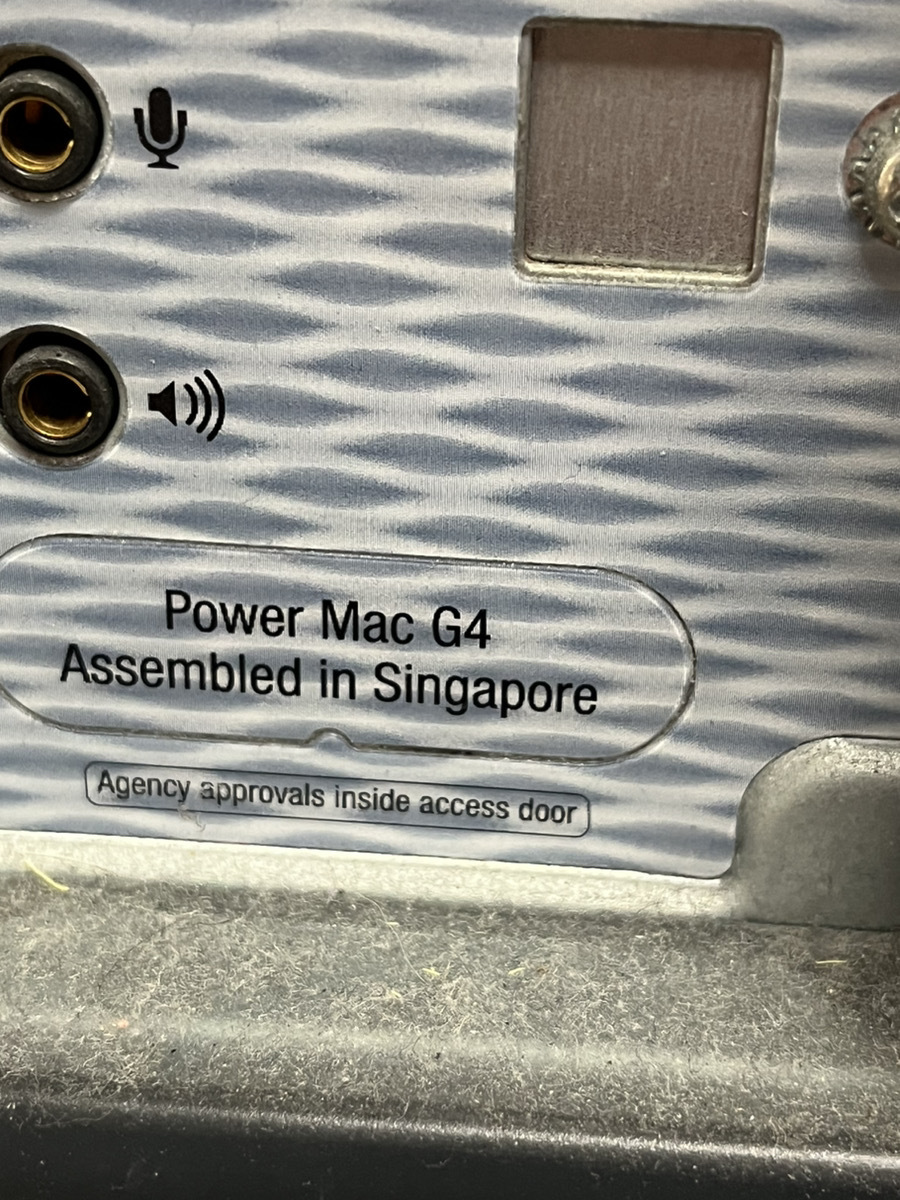 Power Mac G4
Assembled in Singapore
Agency approvals inside access door